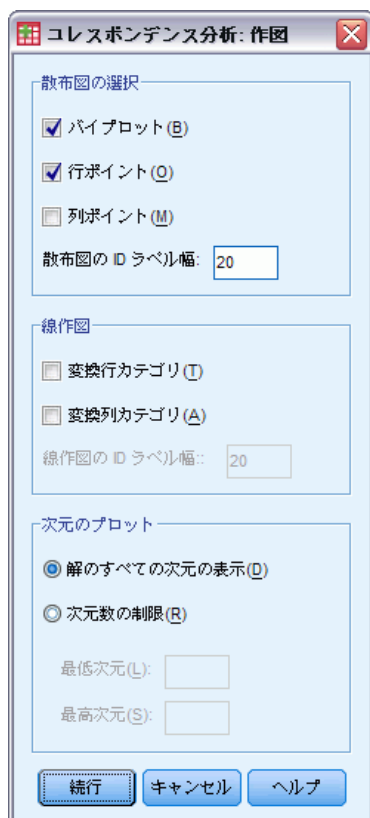 コレスポンデンス分析: 作図
散布図の選択
バイプロット(B)
行ポイント(O)
列ポイント(M)
散布図の ID ラベル幅: 20
線作図
変換行カテゴリ(T)
変換列カテゴリ(A)
線作図の ID ラベル幅:: 20
次元のプロット
解のすべての次元の表示(D)
次元数の制限(R)
最低次元(L):
最高次元(S):
続行 キャンセル ヘルプ